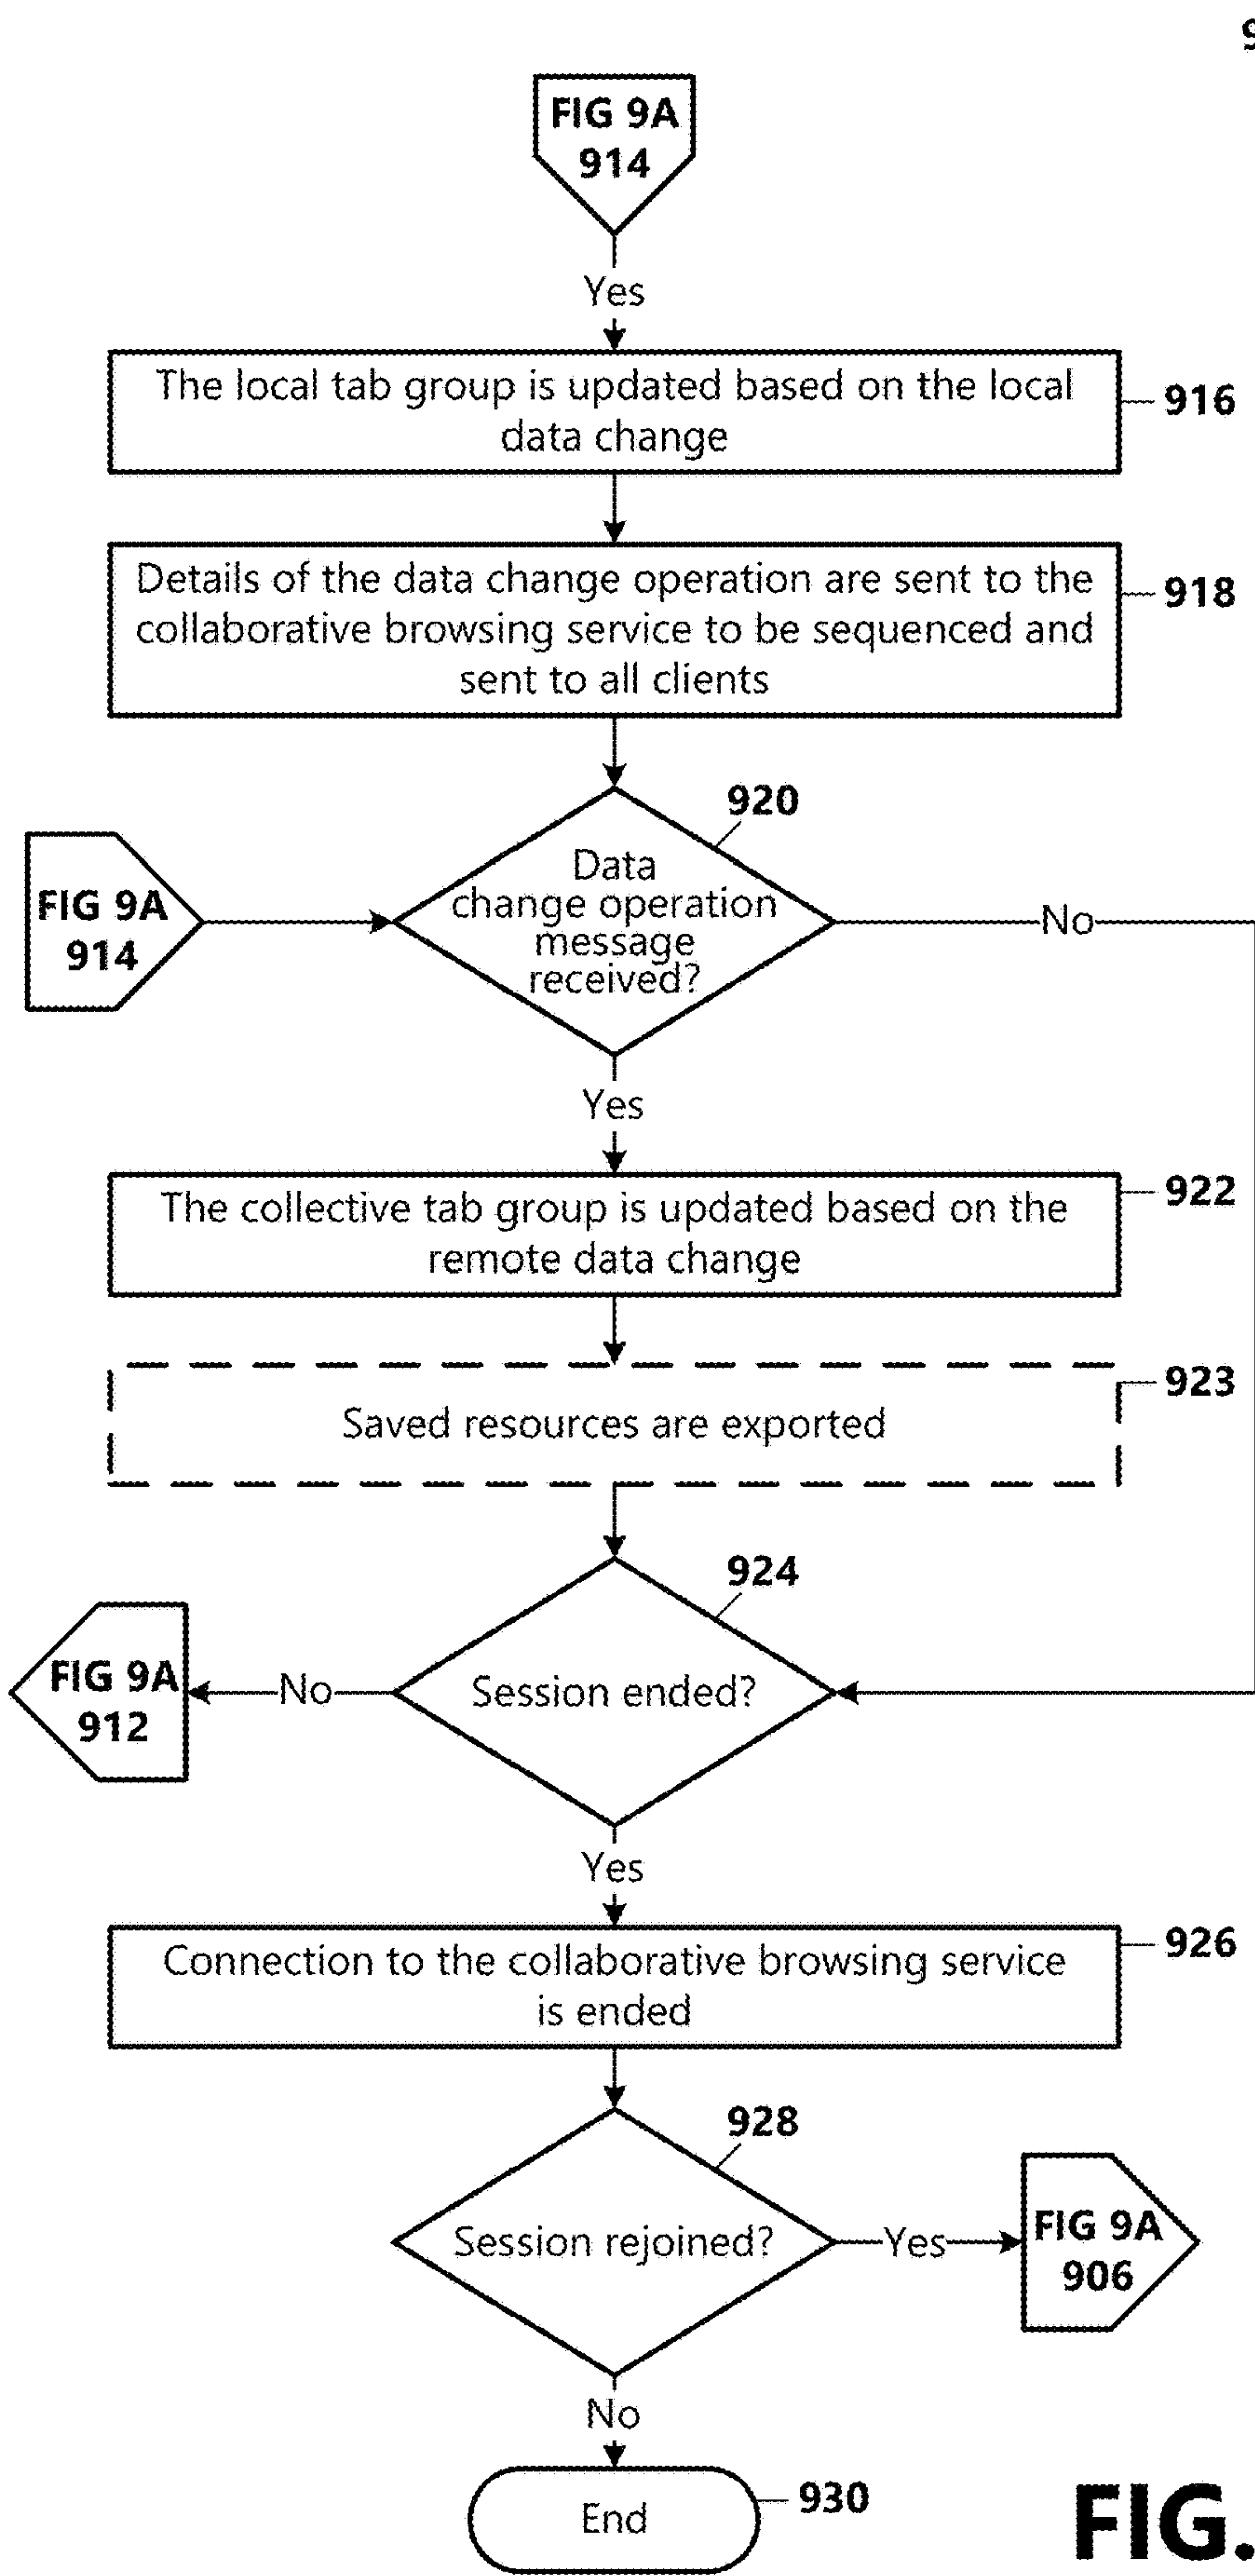 9
FIG 9A
914
Yes
The local tab group is updated based on the local
data change
916
Details of the data change operation are sent to the
collaborative browsing service to be sequenced and
sent to all clients
918
920
Data
change operation
message
received?
FIG 9A
914
No
Yes
The collective tab group is updated based on the
remote data change
922
Saved resources are exported
923
924
Session ended?
No
FIG 9A
912
Yes
Connection to the collaborative browsing service
is ended
926
928
Session rejoined?
Yes
FIG 9A
906
No
End
930
FIG.